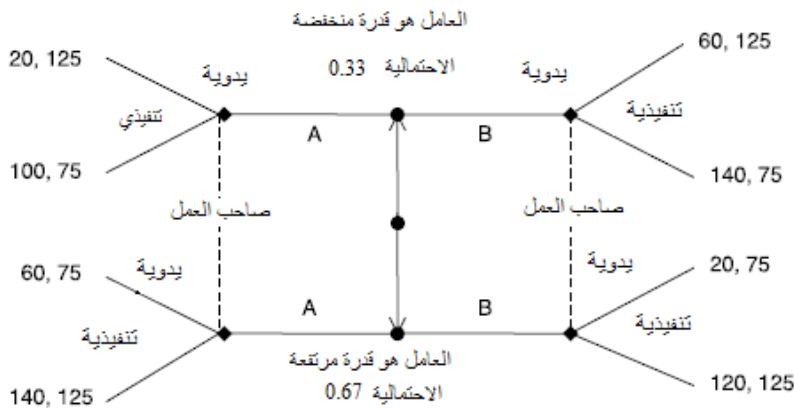 العامل هو قدرة منخفضة
الاحتمالية 0.33
20, 125
يدوية
تنفيذي
100, 75
A
B
يدوية
60, 125
تنفيذية
140, 75
صاحب العمل
صاحب العمل
60, 75
يدوية
تنفيذية
140, 125
A
B
يدوية
20, 75
تنفيذية
120, 125
العامل هو قدرة مرتفعة
الاحتمالية 0.67